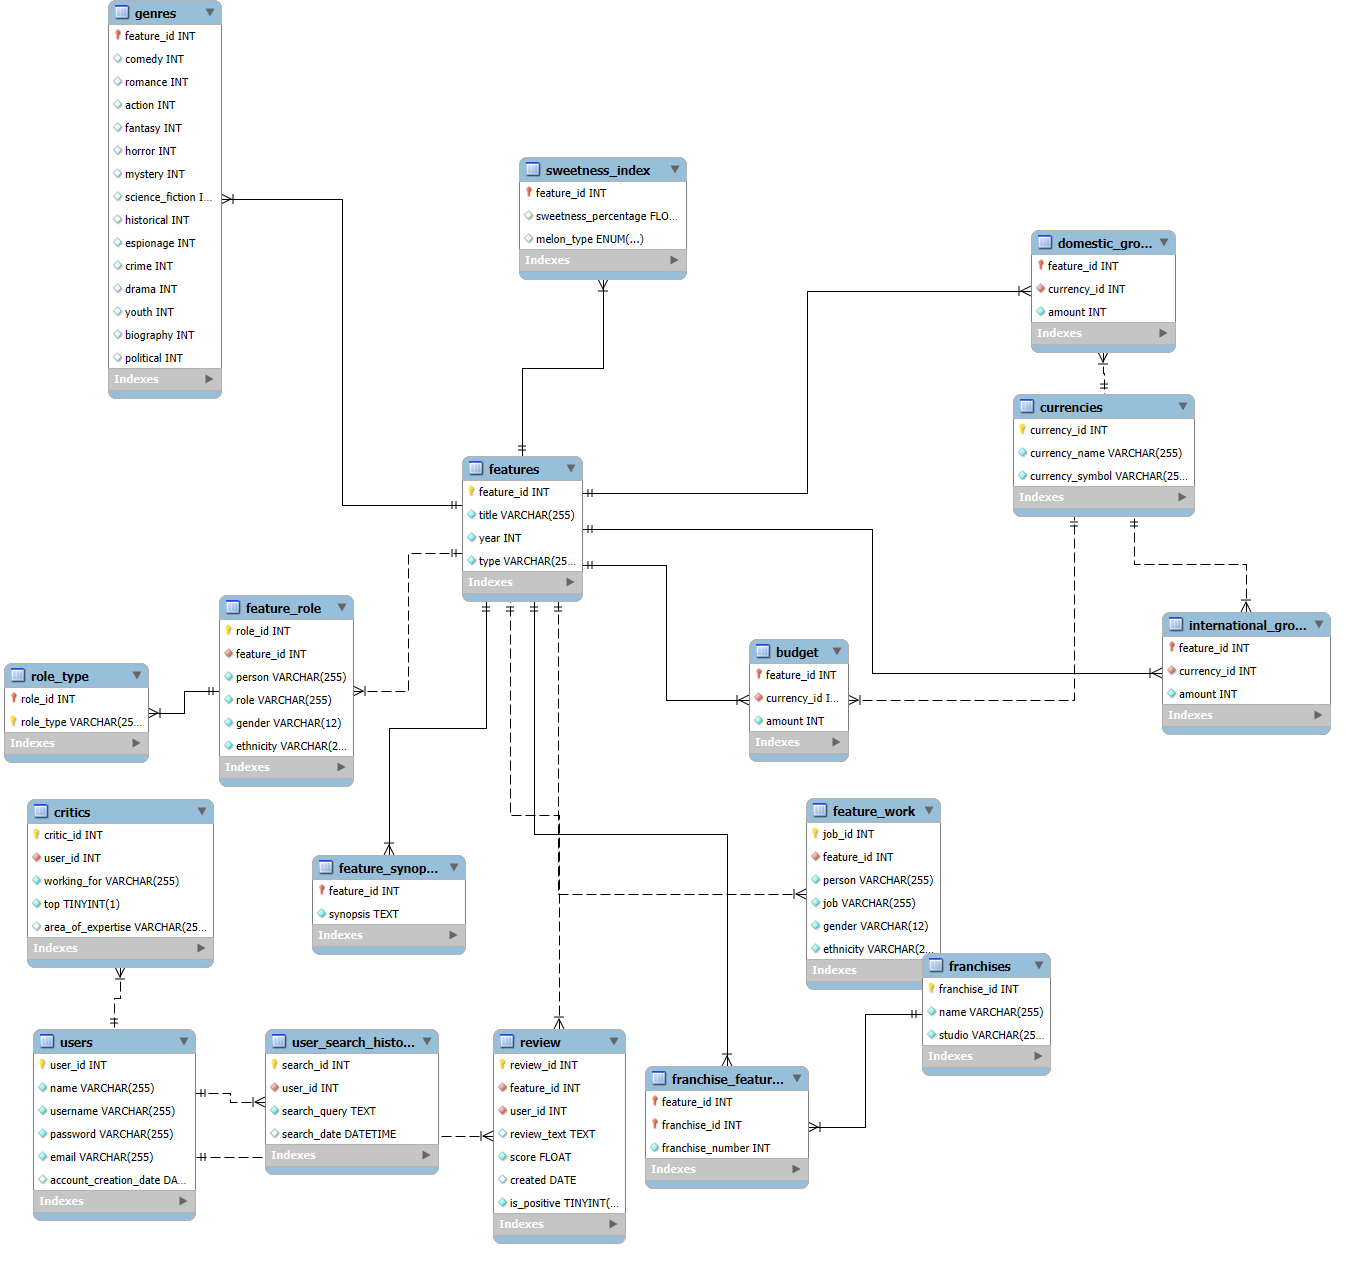 genres
feature_id INT
comedy INT
romance INT
action INT
fantasy INT
horror INT
mystery INT
science_fiction I...
historical INT
espionage INT
crime INT
drama INT
youth INT
biography INT
political INT
Indexes
sweetness_index
feature_id INT
sweetness_percentage FLO...
melon_type ENUM(...)
Indexes
domestic_gro...
feature_id INT
currency_id INT
amount INT
Indexes
currencies
currency_id INT
currency_name VARCHAR(255)
currency_symbol VARCHAR(25...
Indexes
features
feature_id INT
title VARCHAR(255)
year INT
type VARCHAR(25...
Indexes
feature_role
role_id INT
feature_id INT
person VARCHAR(255)
role VARCHAR(255)
gender VARCHAR(12)
ethnicity VARCHAR(2...
Indexes
role_type
role_id INT
role_type VARCHAR(25...
Indexes
budget
feature_id INT
currency_id I...
amount INT
Indexes
international_gro...
feature_id INT
currency_id INT
amount INT
Indexes
critics
critic_id INT
user_id INT
working_for VARCHAR(255)
top TINYINT(1)
area_of_expertise VARCHAR(25...
Indexes
feature_synop...
feature_id INT
synopsis TEXT
Indexes
feature_work
job_id INT
feature_id INT
person VARCHAR(255)
job VARCHAR(255)
gender VARCHAR(12)
ethnicity VARCHAR(2...
Indexes
franchises
franchise_id INT
name VARCHAR(255)
studio VARCHAR(25...
Indexes
users
user_id INT
name VARCHAR(255)
username VARCHAR(255)
password VARCHAR(255)
email VARCHAR(255)
account_creation_date DA...
Indexes
user_search_histo...
search_id INT
user_id INT
search_query TEXT
search_date DATETIME
Indexes
review
review_id INT
feature_id INT
user_id INT
review_text TEXT
score FLOAT
created DATE
is_positive TINYINT(...
Indexes
franchise_featur...
feature_id INT
franchise_id INT
franchise_number INT
Indexes